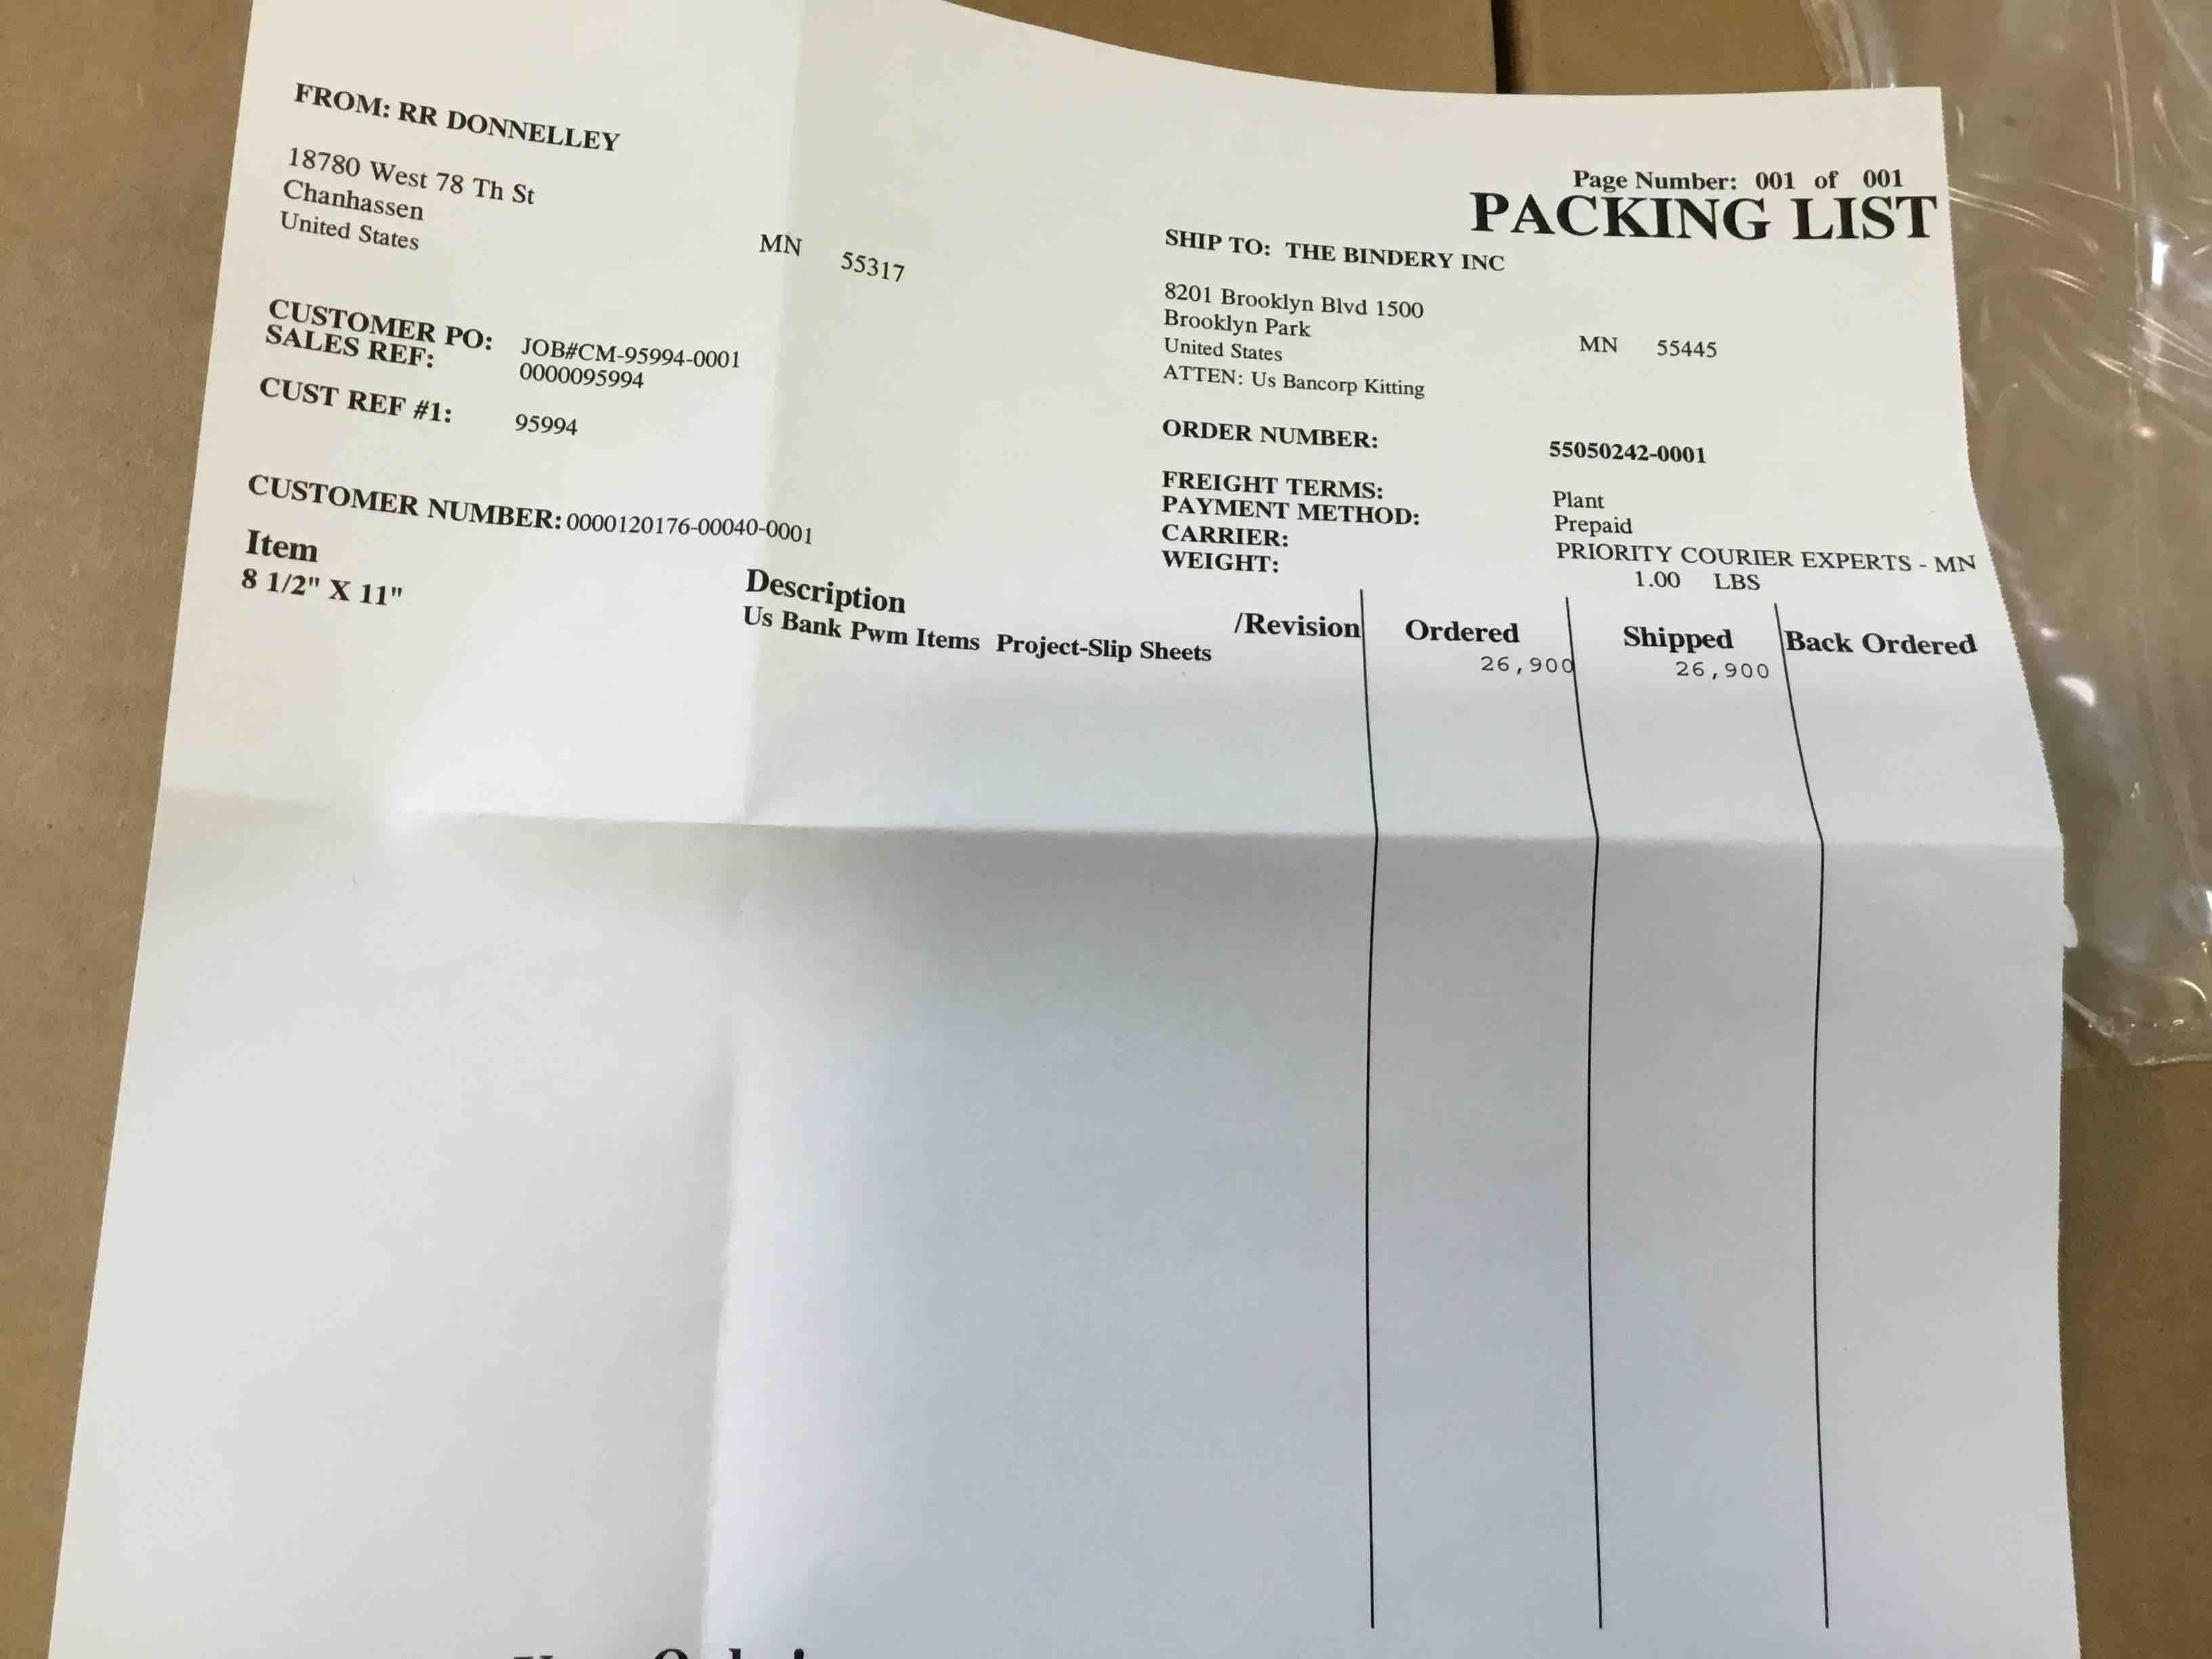 FROM: RR DONNELLEY
18780 West 78 Th St
Chanhassen MN 55317
United States
Page Number: 001 of 001
PACKING LIST
SHIP TO: THE BINDERY INC
8201 Brooklyn Blvd 1500
Brooklyn Park MN 55445
United States
ATTEN: Us Bancorp Kitting
CUSTOMER PO: JOB#CM-95994-0001
SALES REF: 0000095994
CUST REF #1: 95994
CUSTOMER NUMBER: 0000120176-00040-0001
ORDER NUMBER: 55050242-0001
FREIGHT TERMS: Plant
PAYMENT METHOD: Prepaid
CARRIER: PRIORITY COURIER EXPERTS - MN
WEIGHT: 1.00 LBS
Item Description /Revision Ordered Shipped Back Ordered
8 1/2" X 11" Us Bank Pwm Items Project-Slip Sheets 26,900 26,900